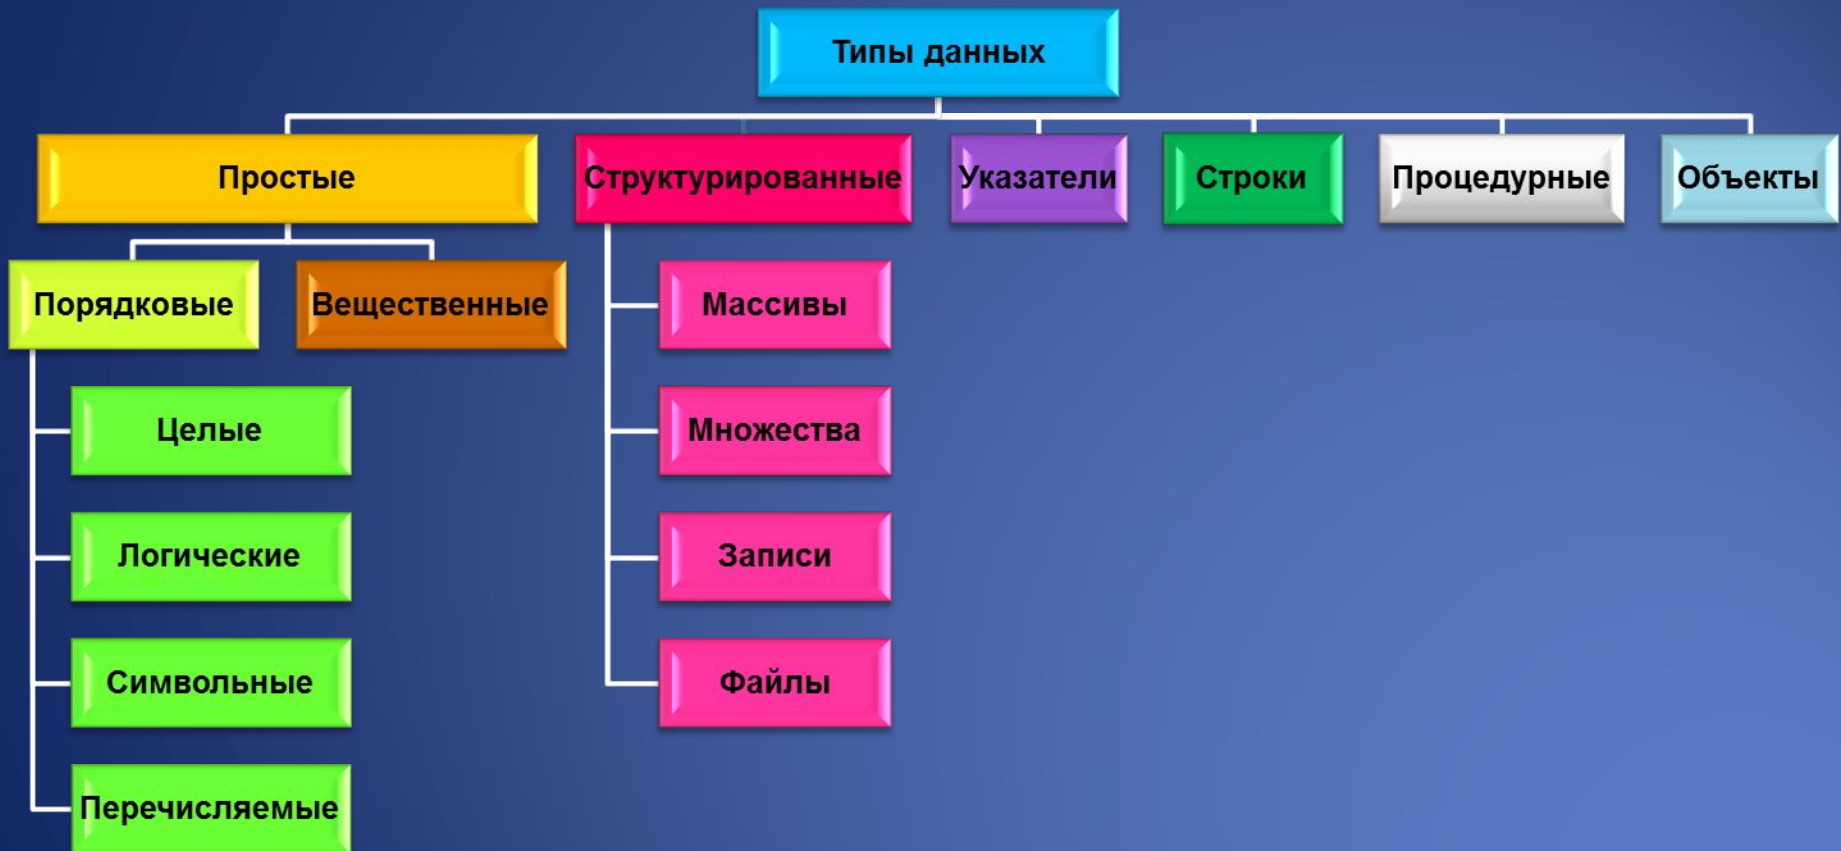 Типы данных
Простые
Структурированные
Указатели
Строки
Процедурные
Объекты
Порядковые
Вещественные
Массивы
Целые
Множества
Логические
Записи
Символьные
Файлы
Перечисляемые